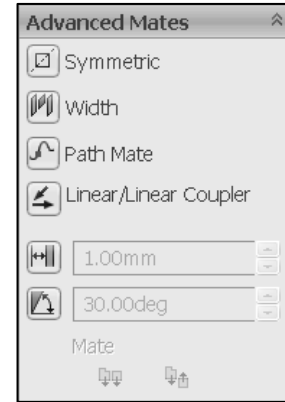 Advanced Mates
Symmetric
Width
Path Mate
Linear/Linear Coupler
1.00mm
30.00deg
Mate